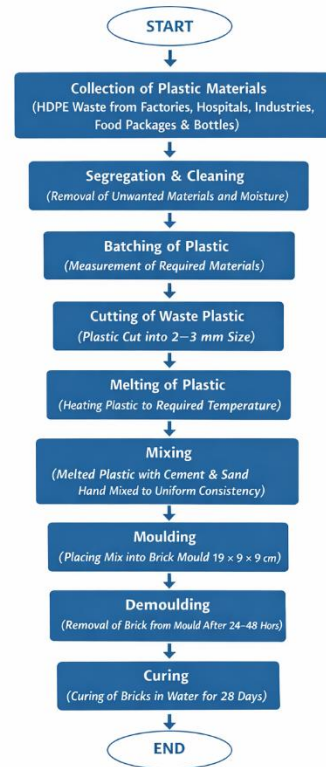 START
Collection of Plastic Materials
(HDPE Waste from Factories, Hospitals, Industries,
Food Packages & Bottles)
Segregation & Cleaning
(Removal of Unwanted Materials and Moisture)
Batching of Plastic
(Measurement of Required Materials)
Cutting of Waste Plastic
(Plastic Cut into 2–3 mm Size)
Melting of Plastic
(Heating Plastic to Required Temperature)
Mixing
(Melted Plastic with Cement & Sand
Hand Mixed to Uniform Consistency)
Moulding
(Placing Mix into Brick Mould 19 × 9 × 9 cm)
Demoulding
(Removal of Brick from Mould After 24–48 Hors)
Curing
(Curing of Bricks in Water for 28 Days)
END